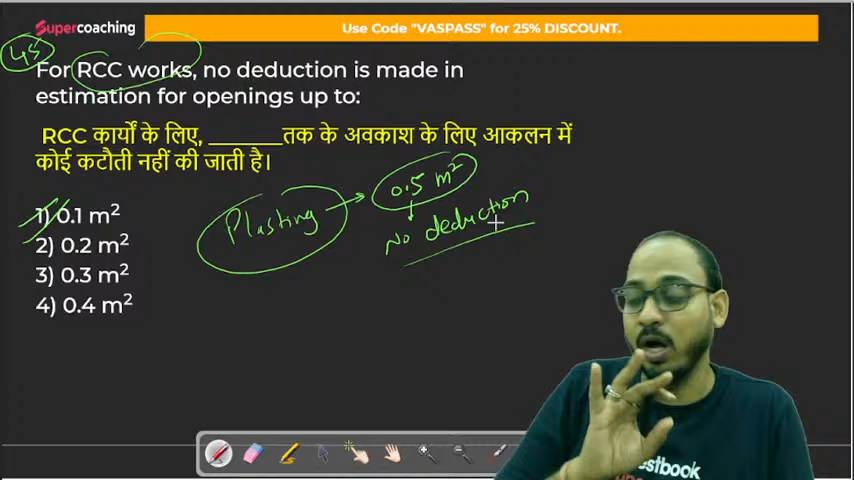 Supercoaching
Use Code "VASPASS" for 25% DISCOUNT.
45
For RCC works, no deduction is made in
estimation for openings up to:
RCC कार्यों के लिए, ______तक के अवकाश के लिए आकलन में
कोई कटौती नहीं की जाती है।
1) 0.1 m²
2) 0.2 m²
3) 0.3 m²
4) 0.4 m²
Plasting → 0.5 m²
No deduction
estbook